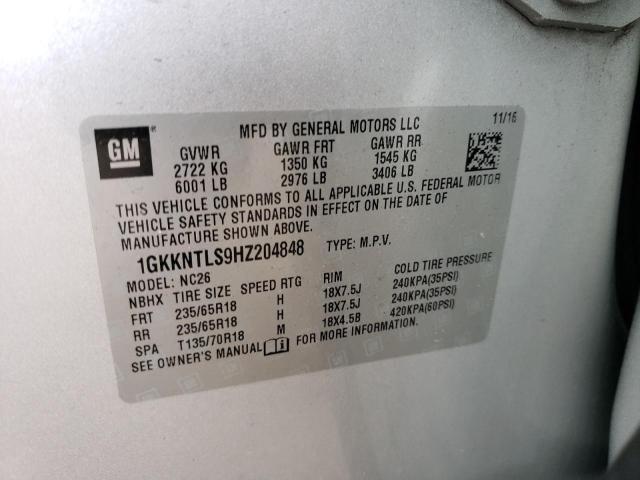 GM
MFD BY GENERAL MOTORS LLC 11/16
GVWR GAWR FRT GAWR RR
2722 KG 1350 KG 1545 KG
6001 LB 2976 LB 3406 LB
THIS VEHICLE CONFORMS TO ALL APPLICABLE U.S. FEDERAL MOTOR
VEHICLE SAFETY STANDARDS IN EFFECT ON THE DATE OF
MANUFACTURE SHOWN ABOVE.
1GKKNTLS9HZ204848 TYPE: M.P.V.
MODEL: NC26
NBHX TIRE SIZE SPEED RTG RIM COLD TIRE PRESSURE
FRT 235/65R18 H 18X7.5J 240KPA(35PSI)
RR 235/65R18 H 18X7.5J 240KPA(35PSI)
SPA T135/70R18 M 18X4.5B 420KPA(60PSI)
SEE OWNER'S MANUAL FOR MORE INFORMATION.